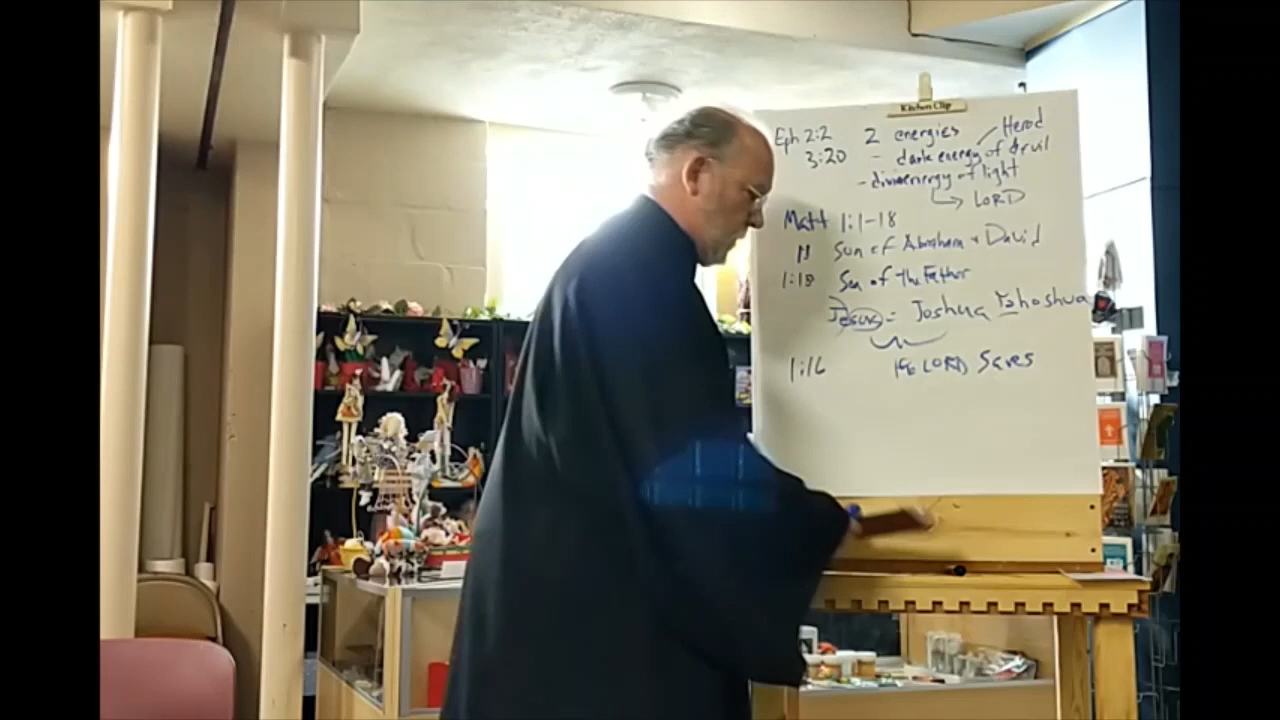 Kitchen Clip
Eph 2:2 2 energies Herod
3:20 - dark energy of devil
- divine energy of light
LORD
Matt 1:1-18
Son of Abraham + David
1:18 Son of the Father
Jesus = Joshua Yahoshua
1:16 the LORD Saves